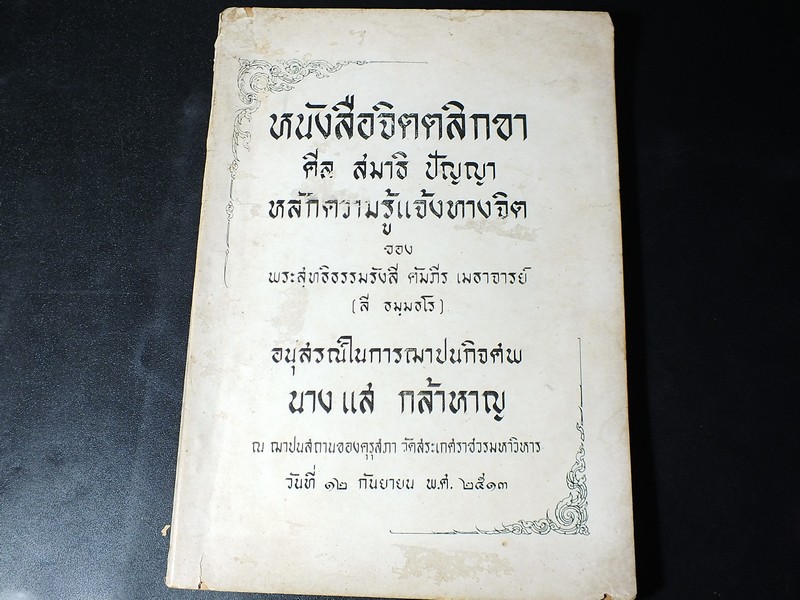 หนังสือจิตตสิกขา
ศีล สมาธิ ปัญญา
หลักความรู้แจ้งทางจิต
ของ
พระสุทธิธรรมรังสี คัมภีร เมธาจารย์
(ลี ธมฺมธโร)
อนุสรณ์ในการฌาปนกิจศพ
นาง แส กล้าหาญ
ณ ฌาปนสถานของคุรุสภา วัดสระเกศราชวรมหาวิหาร
วันที่ ๑๒ กันยายน พ.ศ. ๒๕๑๓